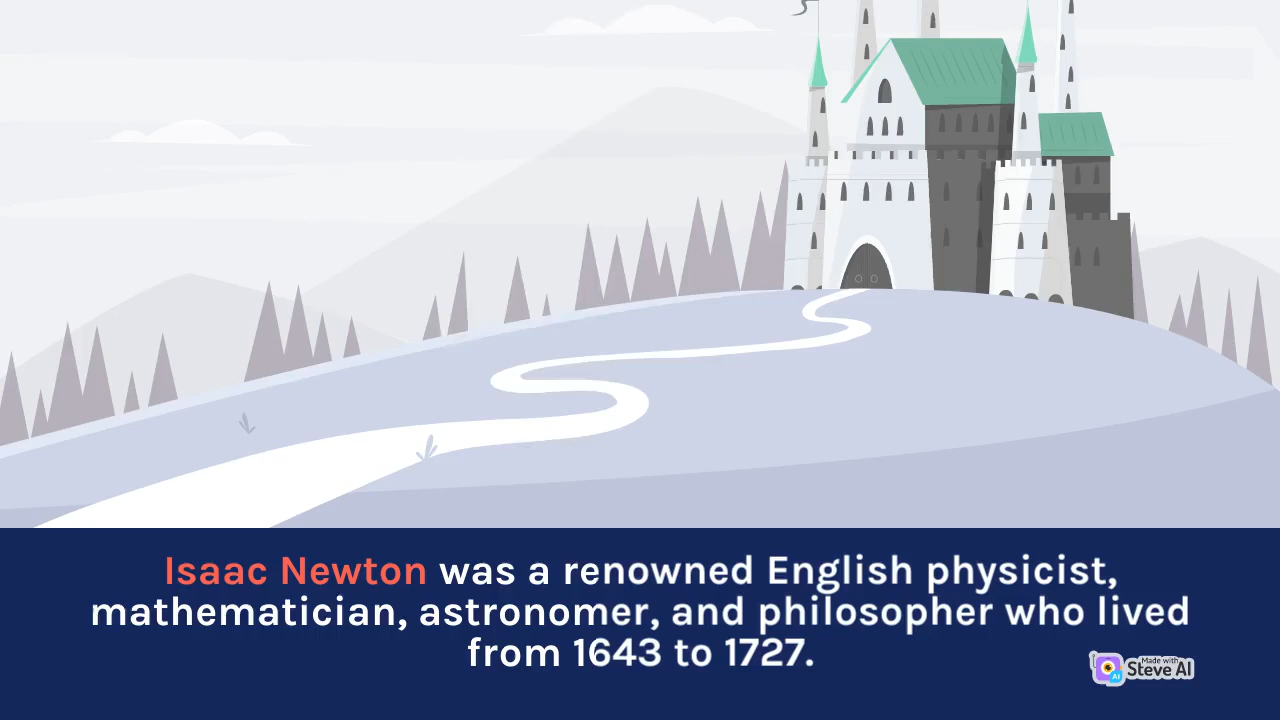 Isaac Newton was a renowned English physicist,
mathematician, astronomer, and philosopher who lived
from 1643 to 1727.
Made with
Steve AI
AI